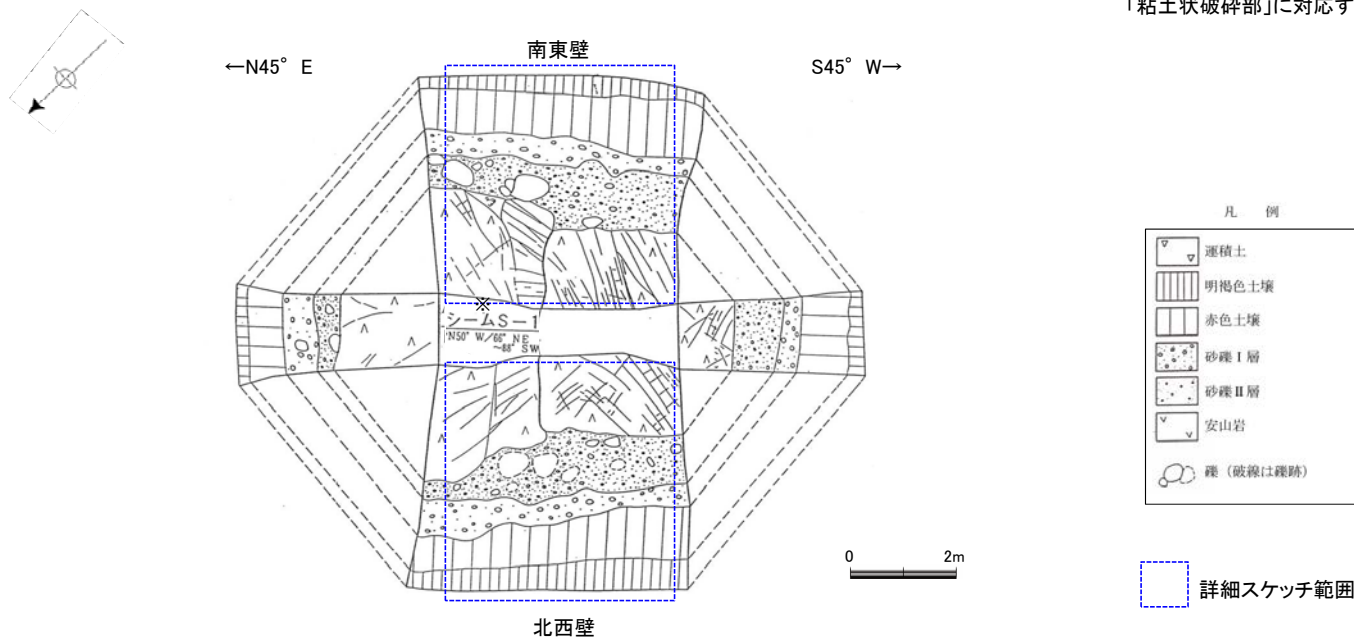 「粘土状破砕部」に対応す
南東壁
←N45° E
S45° W→
※
シームS－1
N50° W/66° NE
～88° SW
凡 例
運積土
明褐色土壌
赤色土壌
砂礫Ⅰ層
砂礫Ⅱ層
安山岩
礫（破線は礫跡）
0 2m
詳細スケッチ範囲
北西壁